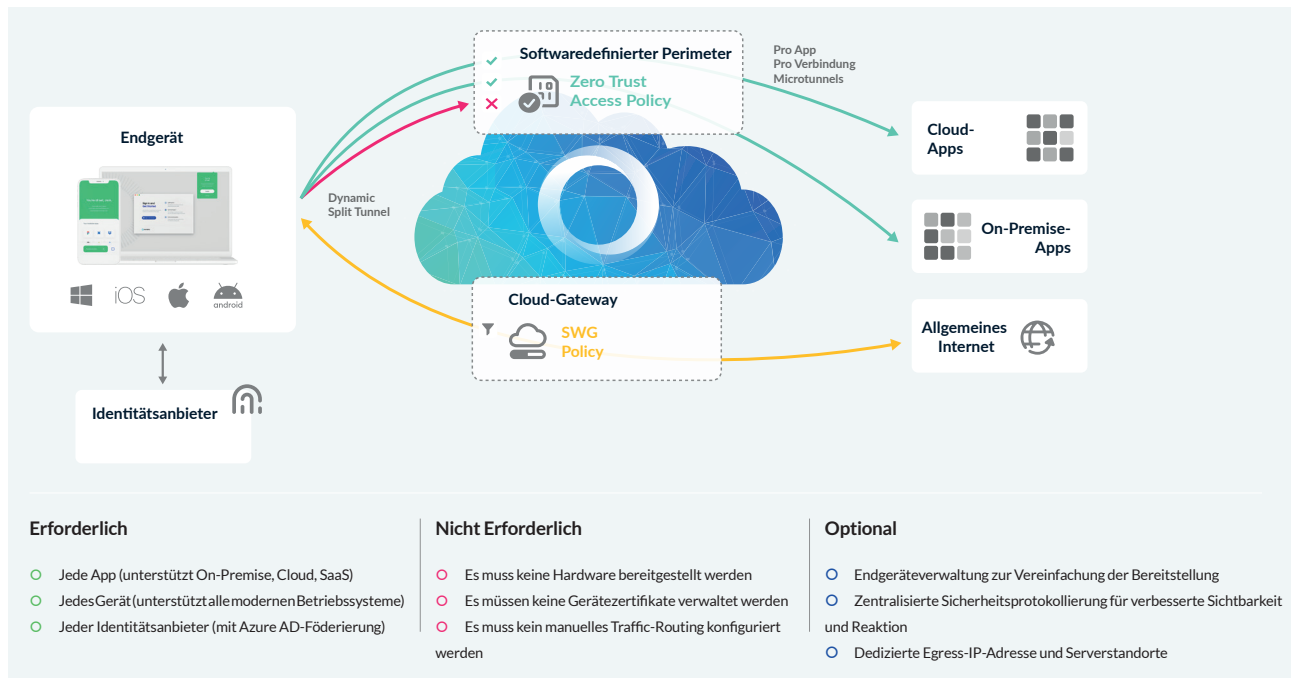 Softwaredefinierter Perimeter
Zero Trust
Access Policy
Pro App
Pro Verbindung
Microtunnels
Endgerät
Dynamic
Split Tunnel
iOS
android
Cloud-
Apps
On-Premise-
Apps
Cloud-Gateway
SWG
Policy
Allgemeines
Internet
Identitätsanbieter
Erforderlich
Jede App (unterstützt On-Premise, Cloud, SaaS)
Jedes Gerät (unterstützt alle modernen Betriebssysteme)
Jeder Identitätsanbieter (mit Azure AD-Föderierung)
Nicht Erforderlich
Es muss keine Hardware bereitgestellt werden
Es müssen keine Gerätezertifikate verwaltet werden
Es muss kein manuelles Traffic-Routing konfiguriert
werden
Optional
Endgeräteverwaltung zur Vereinfachung der Bereitstellung
Zentralisierte Sicherheitsprotokollierung für verbesserte Sichtbarkeit
und Reaktion
Dedizierte Egress-IP-Adresse und Serverstandorte